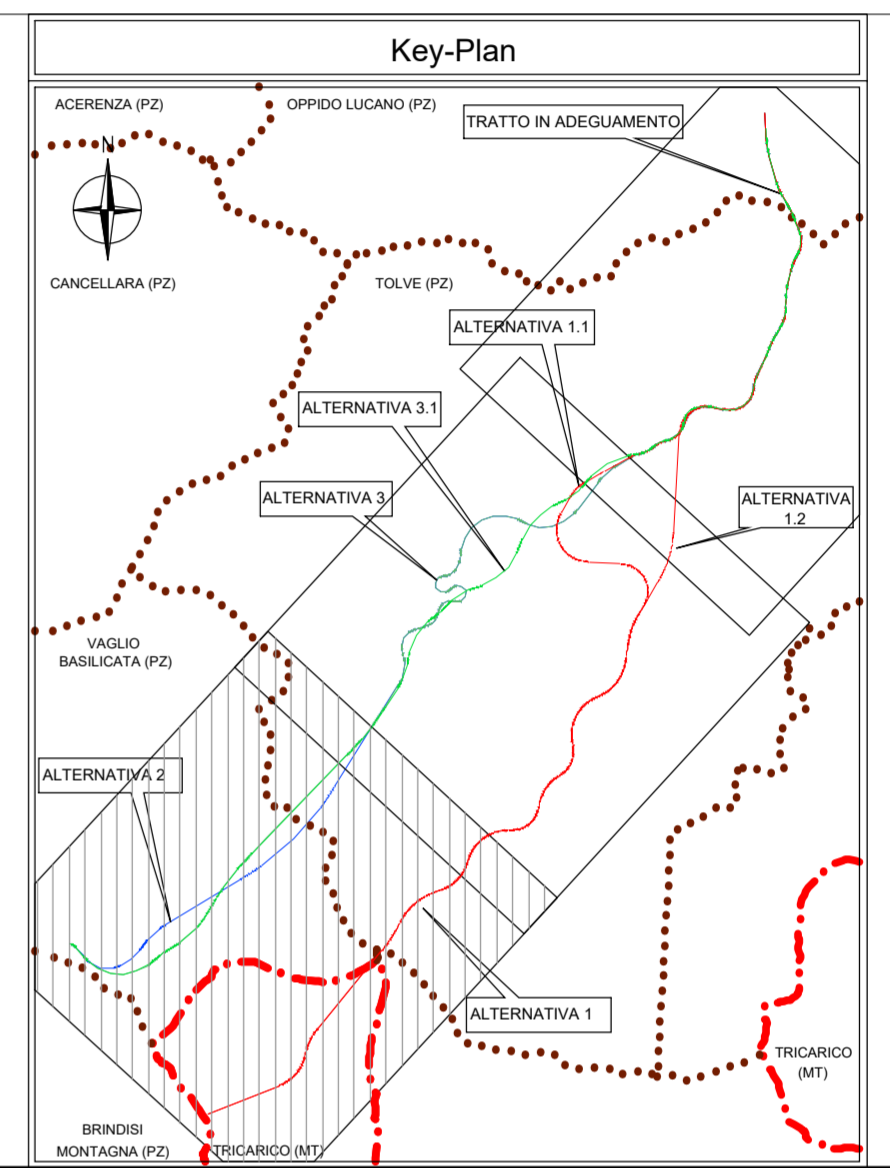 Key-Plan
ACERENZA (PZ)
OPPIDO LUCANO (PZ)
TRATTO IN ADEGUAMENTO
N
CANCELLARA (PZ)
TOLVE (PZ)
ALTERNATIVA 1.1
ALTERNATIVA 3.1
ALTERNATIVA 3
ALTERNATIVA
1.2
VAGLIO
BASILICATA (PZ)
ALTERNATIVA 2
ALTERNATIVA 1
TRICARICO
(MT)
BRINDISI
MONTAGNA (PZ)
TRICARICO (MT)